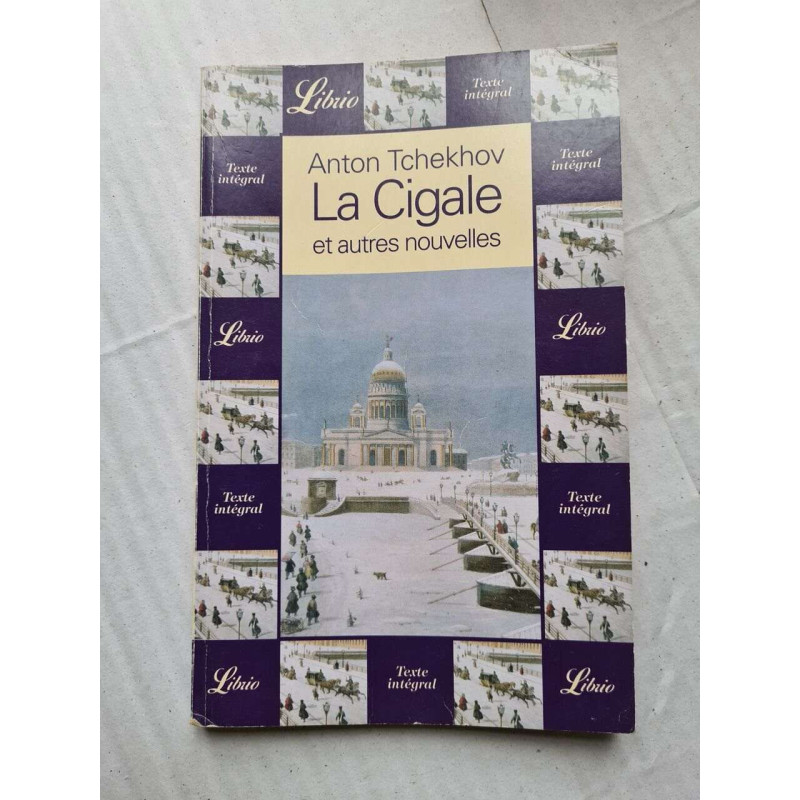 Librio
Texte
intégral
Anton Tchekhov
La Cigale
et autres nouvelles
Texte
intégral
Texte
intégral
Librio
Librio
Texte
intégral
Texte
intégral
Librio
Texte
intégral
Librio